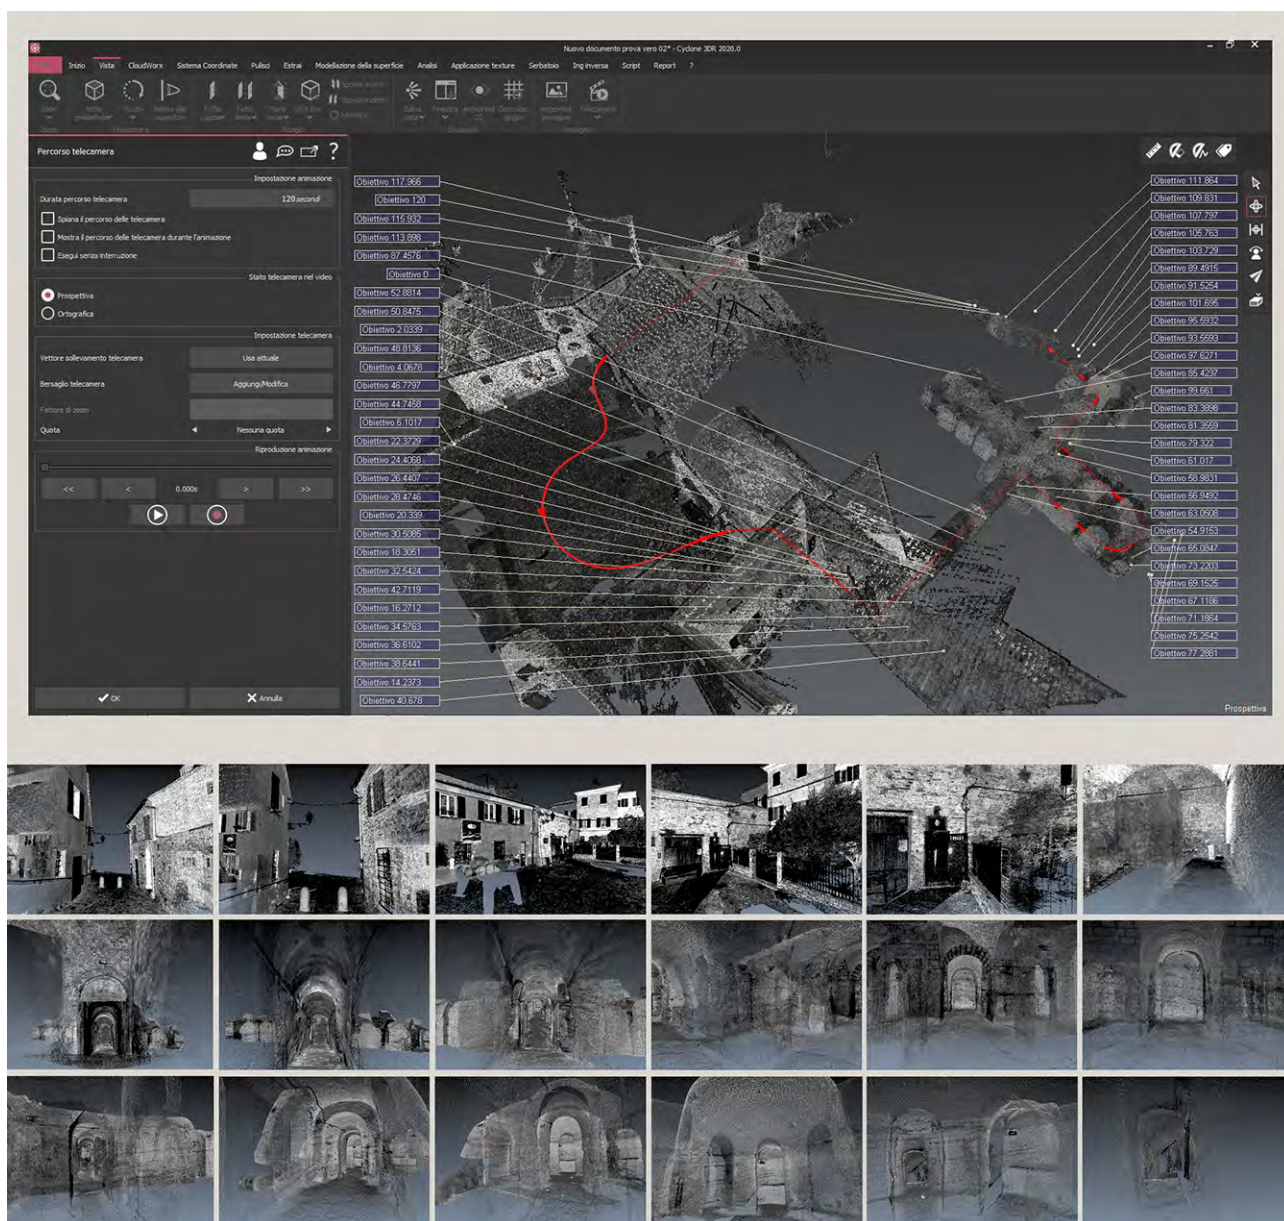 Nuovo documento prova vero 02* - Cyclone 3DR 2020.0
Inizio Vista CloudWorx Sistema Coordinate Pulisci Estrai Modellazione della superficie Analisi Applicazione texture Serbatoio Ing inversa Script Report ?
Percorso telecamera
?
Impostazione animazione
Durata percorso telecamera 120 secondi
Spiana il percorso delle telecamera
Mostra il percorso delle telecamera durante l'animazione
Esegui senza interruzione
Stato telecamera nel video
Prospettiva
Ortografica
Impostazione telecamera
Vettore sollevamento telecamera Usa attuale
Bersaglio telecamera Aggiungi/Modifica
Fattore di zoom
Quota Nessuna quota
Riproduzione animazione
<< < 0.000s > >>
OK Annulla
Obiettivo 117.966
Obiettivo 120
Obiettivo 115.932
Obiettivo 113.898
Obiettivo 87.4576
Obiettivo 0
Obiettivo 52.8814
Obiettivo 50.8475
Obiettivo 2.0339
Obiettivo 48.8136
Obiettivo 4.0678
Obiettivo 46.7797
Obiettivo 44.7458
Obiettivo 6.1017
Obiettivo 22.3729
Obiettivo 24.4068
Obiettivo 26.4407
Obiettivo 28.4746
Obiettivo 20.339
Obiettivo 30.5085
Obiettivo 18.3051
Obiettivo 32.5424
Obiettivo 42.7119
Obiettivo 16.2712
Obiettivo 34.5763
Obiettivo 36.6102
Obiettivo 38.6441
Obiettivo 14.2373
Obiettivo 40.678
Obiettivo 111.864
Obiettivo 109.831
Obiettivo 107.797
Obiettivo 105.763
Obiettivo 103.729
Obiettivo 89.4915
Obiettivo 91.5254
Obiettivo 101.695
Obiettivo 95.5932
Obiettivo 93.5593
Obiettivo 97.6271
Obiettivo 85.4237
Obiettivo 99.661
Obiettivo 83.3898
Obiettivo 81.3559
Obiettivo 79.322
Obiettivo 61.017
Obiettivo 58.9831
Obiettivo 56.9492
Obiettivo 63.0508
Obiettivo 54.9153
Obiettivo 65.0847
Obiettivo 73.2203
Obiettivo 69.1525
Obiettivo 67.1186
Obiettivo 71.1864
Obiettivo 75.2542
Obiettivo 77.2881
Prospettiva